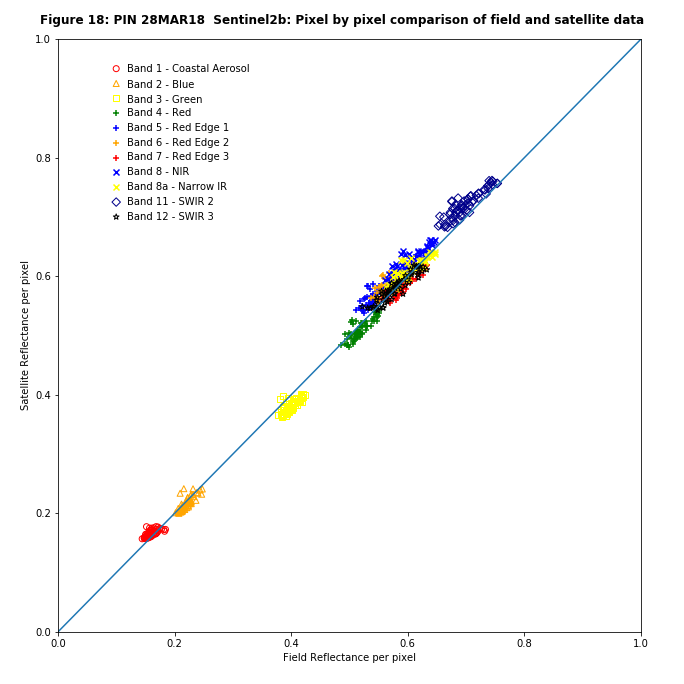 Figure 18: PIN 28MAR18  Sentinel2b: Pixel by pixel comparison of field and satellite data
1.0
Band 1 - Coastal Aerosol
Band 2 - Blue
Band 3 - Green
Band 4 - Red
Band 5 - Red Edge 1
Band 6 - Red Edge 2
Band 7 - Red Edge 3
Band 8 - NIR
Band 8a - Narrow IR
Band 11 - SWIR 2
Band 12 - SWIR 3
0.8
0.6
0.4
0.2
0.0
Satellite Reflectance per pixel
0.0 0.2 0.4 0.6 0.8 1.0
Field Reflectance per pixel